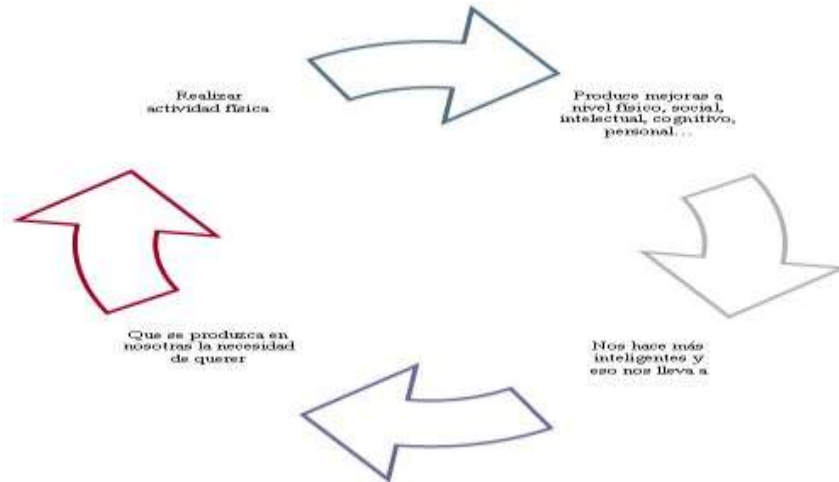 Realizar
actividad física
Produce mejoras a
nivel físico, social,
intelectual, cognitivo,
personal...
Nos hace más
inteligentes y
eso nos lleva a
Que se produzca en
nosotras la necesidad
de querer